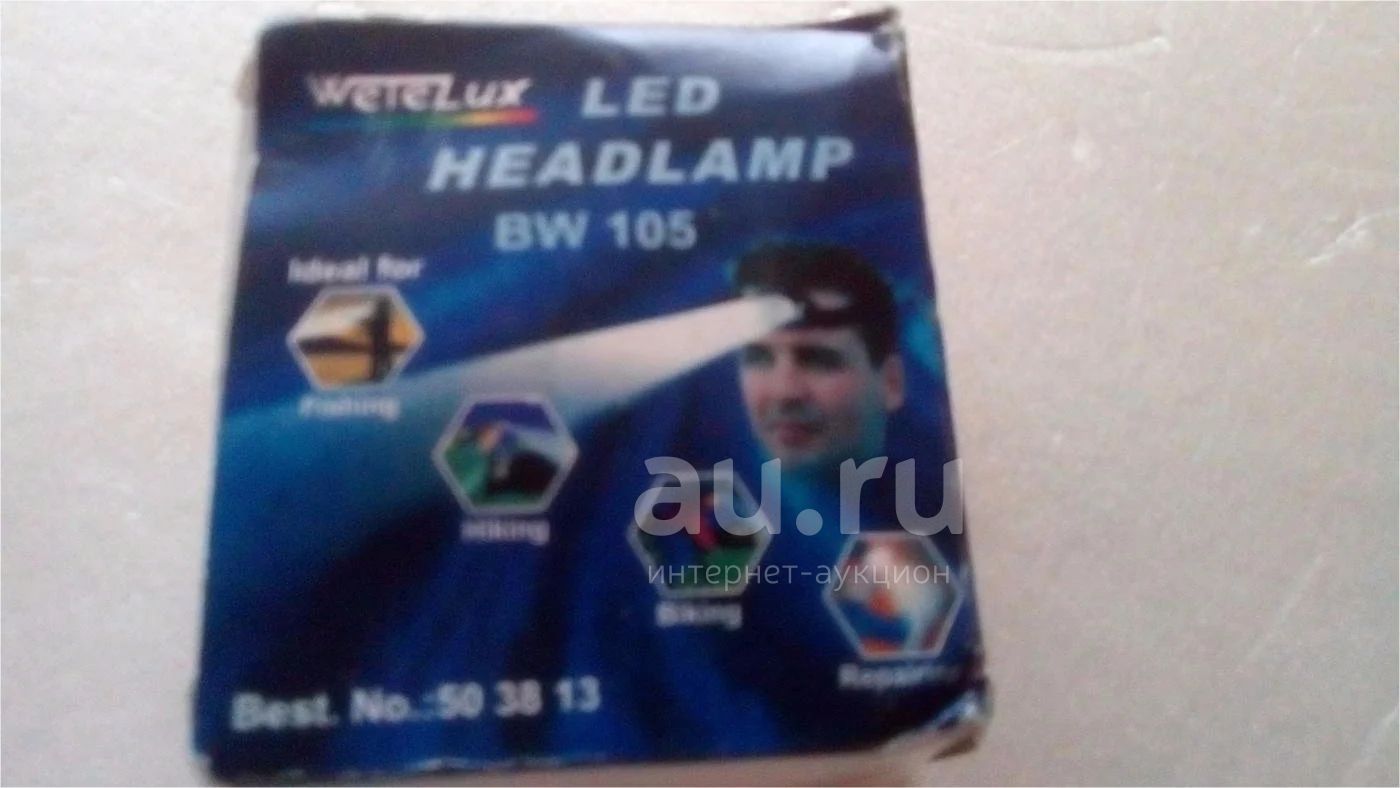 WETELUX
LED
HEADLAMP
BW 105
Ideal for
Fishing
Hiking
Biking
Best. No.:50 38 13
au.ru
интернет-аукцион